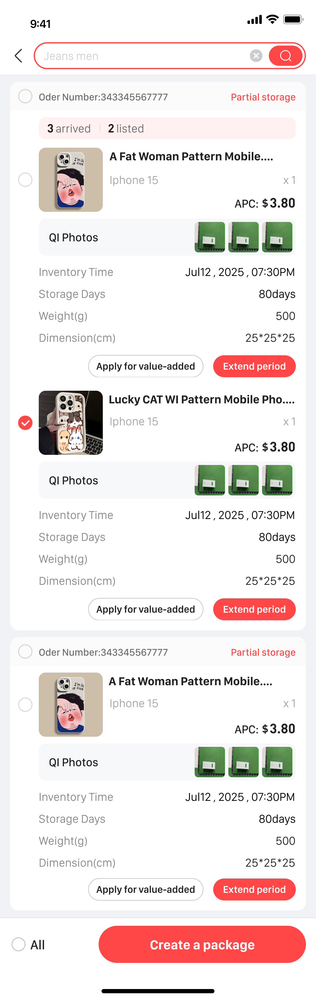 9:41
Jeans men
Oder Number:343345567777 Partial storage
3 arrived 2 listed
I'm so
cool
A Fat Woman Pattern Mobile....
Iphone 15 x 1
APC: $ 3.80
QI Photos
Inventory Time Jul12 , 2025 , 07:30PM
Storage Days 80days
Weight(g) 500
Dimension(cm) 25*25*25
Apply for value-added Extend period
Lucky CAT WI Pattern Mobile Pho....
Iphone 15 x 1
APC: $ 3.80
QI Photos
Inventory Time Jul12 , 2025 , 07:30PM
Storage Days 80days
Weight(g) 500
Dimension(cm) 25*25*25
Apply for value-added Extend period
Oder Number:343345567777 Partial storage
I'm so
cool
A Fat Woman Pattern Mobile....
Iphone 15 x 1
APC: $ 3.80
QI Photos
Inventory Time Jul12 , 2025 , 07:30PM
Storage Days 80days
Weight(g) 500
Dimension(cm) 25*25*25
Apply for value-added Extend period
All Create a package